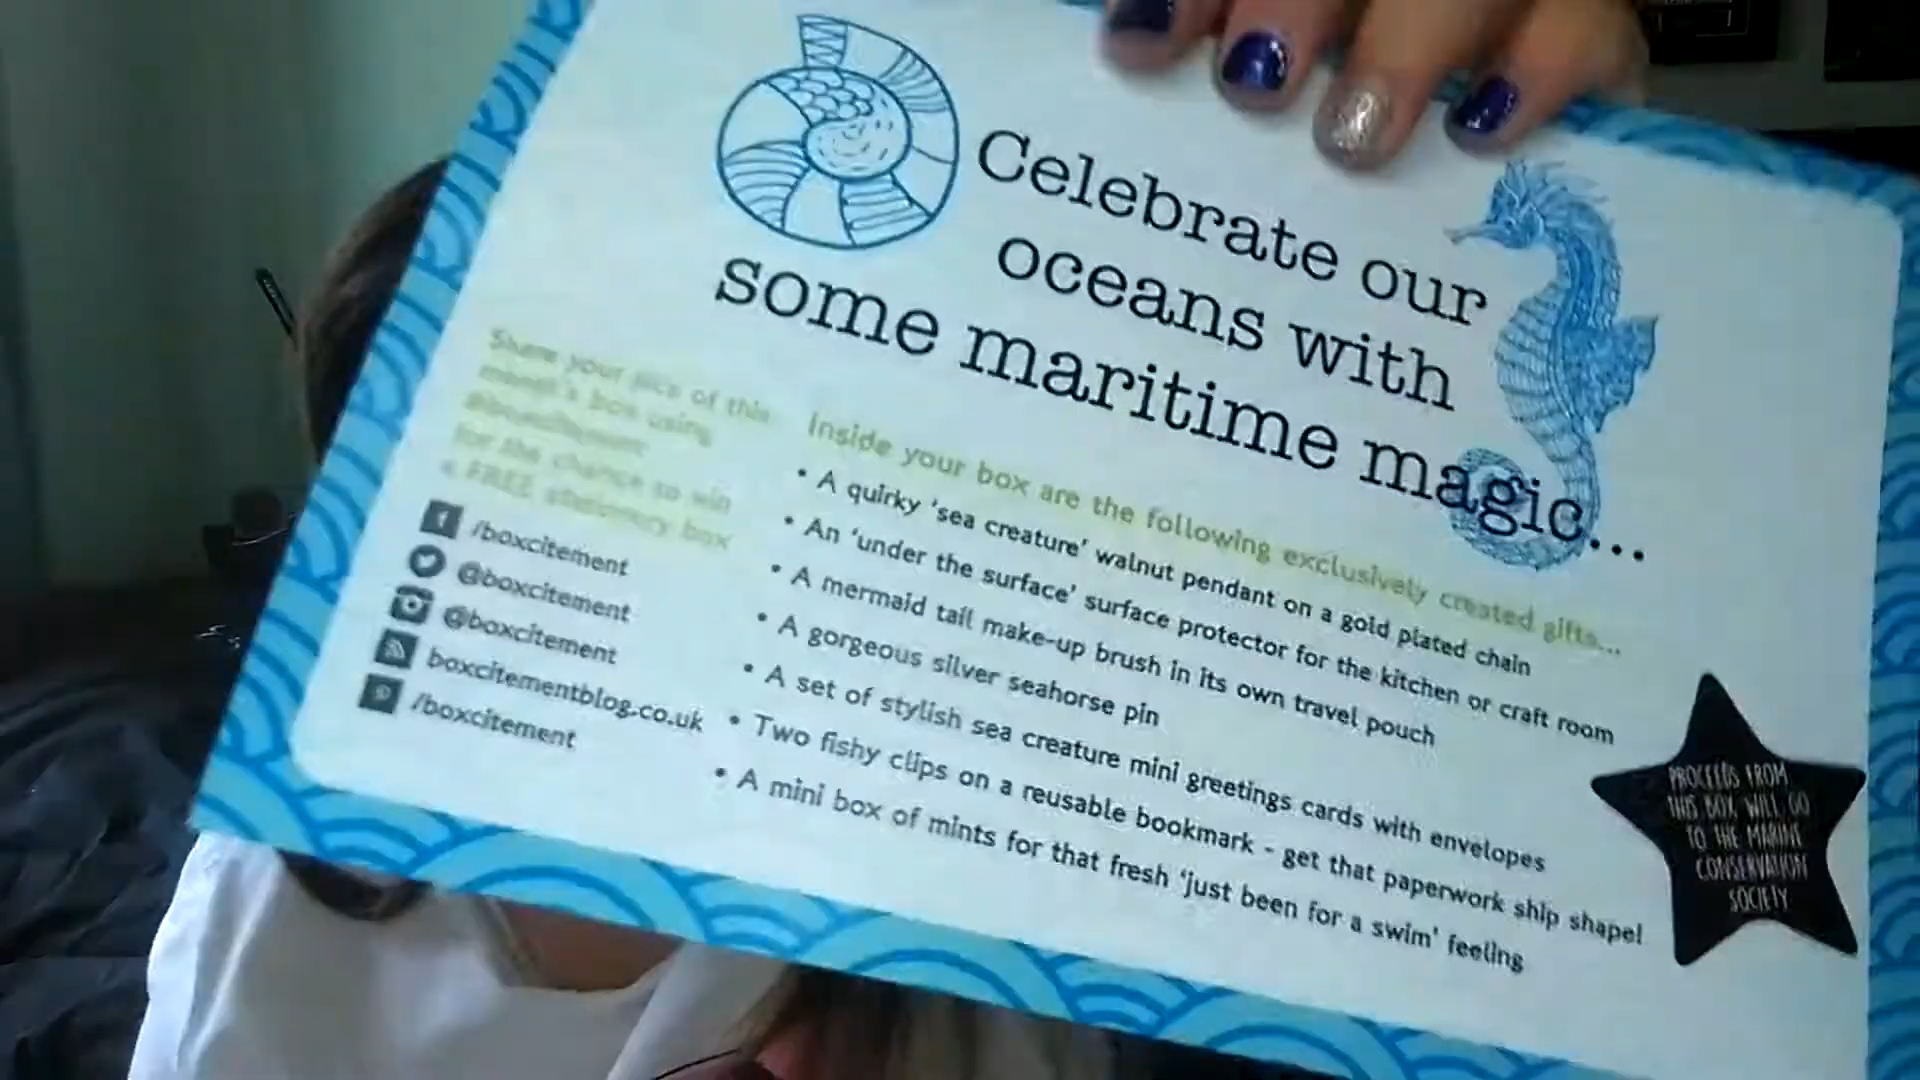 Celebrate our
oceans with
some maritime magic...
Share your pics of this
month's box using
@boxcitement
for the chance to win
a FREE stationery box
/boxcitement
@boxcitement
@boxcitement
boxcitementblog.co.uk
/boxcitement
Inside your box are the following exclusively created gifts...
• A quirky 'sea creature' walnut pendant on a gold plated chain
• An 'under the surface' surface protector for the kitchen or craft room
• A mermaid tail make-up brush in its own travel pouch
• A gorgeous silver seahorse pin
• A set of stylish sea creature mini greetings cards with envelopes
• Two fishy clips on a reusable bookmark - get that paperwork ship shape!
• A mini box of mints for that fresh 'just been for a swim' feeling
PROCEEDS FROM
THIS BOX WILL GO
TO THE MARINE
CONSERVATION
SOCIETY